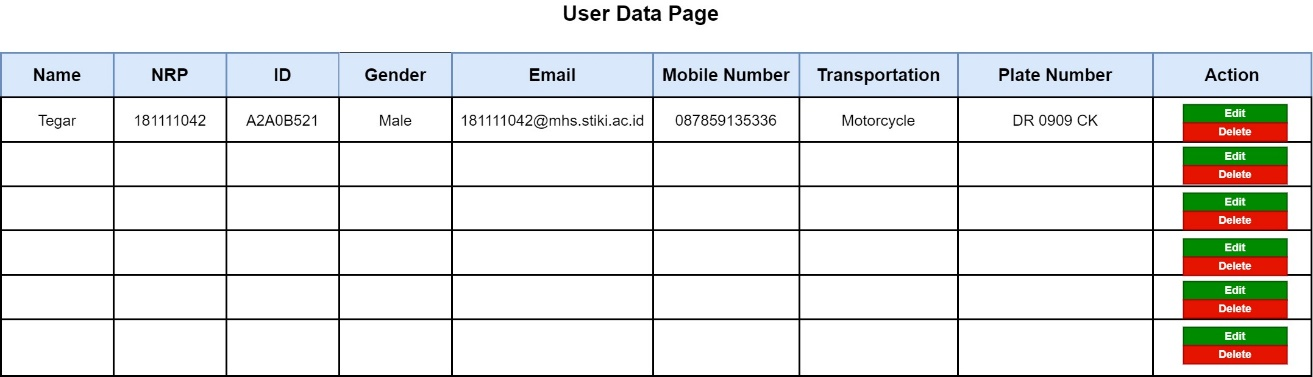 User Data Page
Name NRP ID Gender Email Mobile Number Transportation Plate Number Action
Tegar 181111042 A2A0B521 Male 181111042@mhs.stiki.ac.id 087859135336 Motorcycle DR 0909 CK Edit
Delete
Edit
Delete
Edit
Delete
Edit
Delete
Edit
Delete
Edit
Delete